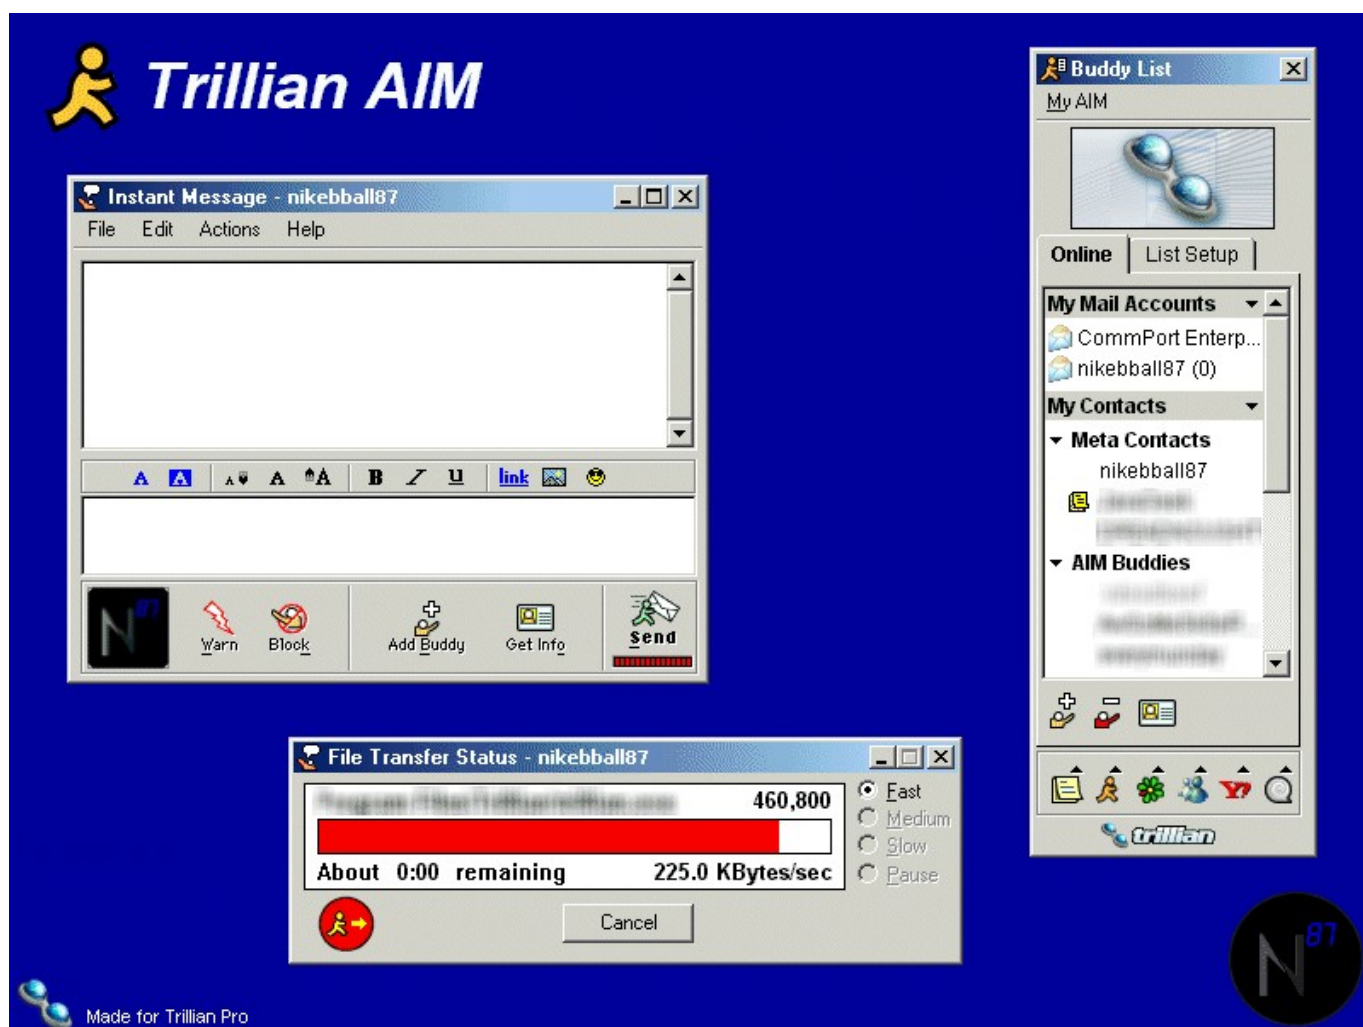 Trillian AIM
Instant Message - nikebball87
File Edit Actions Help
A A A A A B I U link
Warn Block Add Buddy Get Info Send
N 87
File Transfer Status - nikebball87
460,800
About 0:00 remaining 225.0 KBytes/sec
Fast
Medium
Slow
Pause
Cancel
Buddy List
My AIM
Online List Setup
My Mail Accounts
CommPort Enterp...
nikebball87 (0)
My Contacts
Meta Contacts
nikebball87
AIM Buddies
trillian
N 87
Made for Trillian Pro